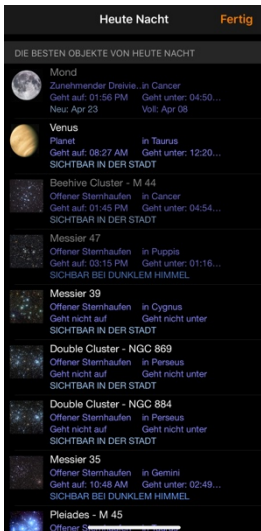 Heute Nacht Fertig
DIE BESTEN OBJEKTE VON HEUTE NACHT
Mond
Zunehmender Dreivie.. in Cancer
Geht auf: 01:56 PM Geht unter: 04:50...
Neu: Apr 23 Voll: Apr 08
Venus
Planet in Taurus
Geht auf: 08:27 AM Geht unter: 12:20...
SICHTBAR IN DER STADT
Beehive Cluster - M 44
Offener Sternhaufen in Cancer
Geht auf: 01:45 PM Geht unter: 04:54...
SICHTBAR IN DER STADT
Messier 47
Offener Sternhaufen in Puppis
Geht auf: 03:15 PM Geht unter: 01:16...
SICHBAR BEI DUNKLEM HIMMEL
Messier 39
Offener Sternhaufen in Cygnus
Geht nicht auf Geht nicht unter
SICHTBAR IN DER STADT
Double Cluster - NGC 869
Offener Sternhaufen in Perseus
Geht nicht auf Geht nicht unter
SICHTBAR IN DER STADT
Double Cluster - NGC 884
Offener Sternhaufen in Perseus
Geht nicht auf Geht nicht unter
SICHTBAR IN DER STADT
Messier 35
Offener Sternhaufen in Gemini
Geht auf: 10:48 AM Geht unter: 02:49...
SICHBAR BEI DUNKLEM HIMMEL
Pleiades - M 45
Offener